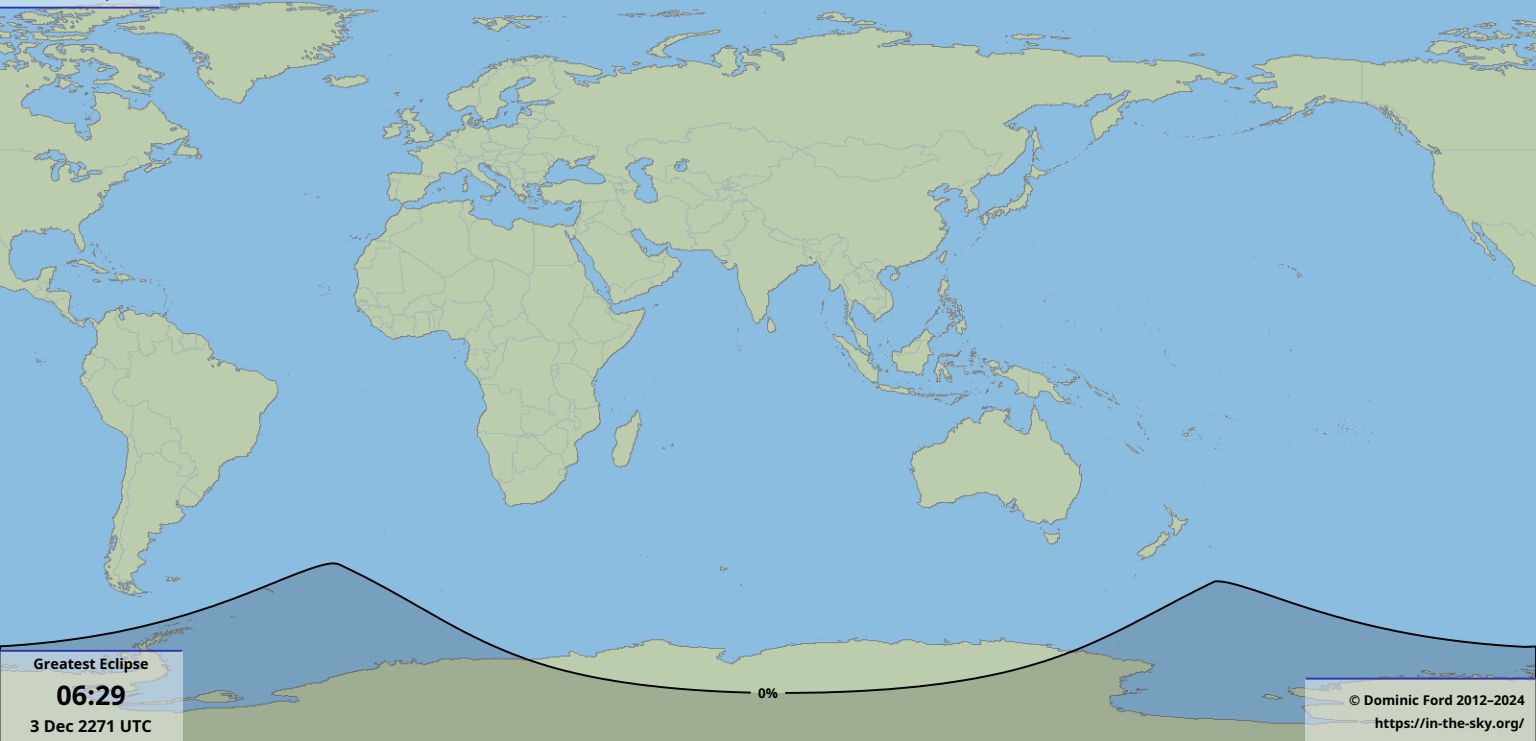 0%
Greatest Eclipse
06:29
3 Dec 2271 UTC
© Dominic Ford 2012–2024
https://in-the-sky.org/